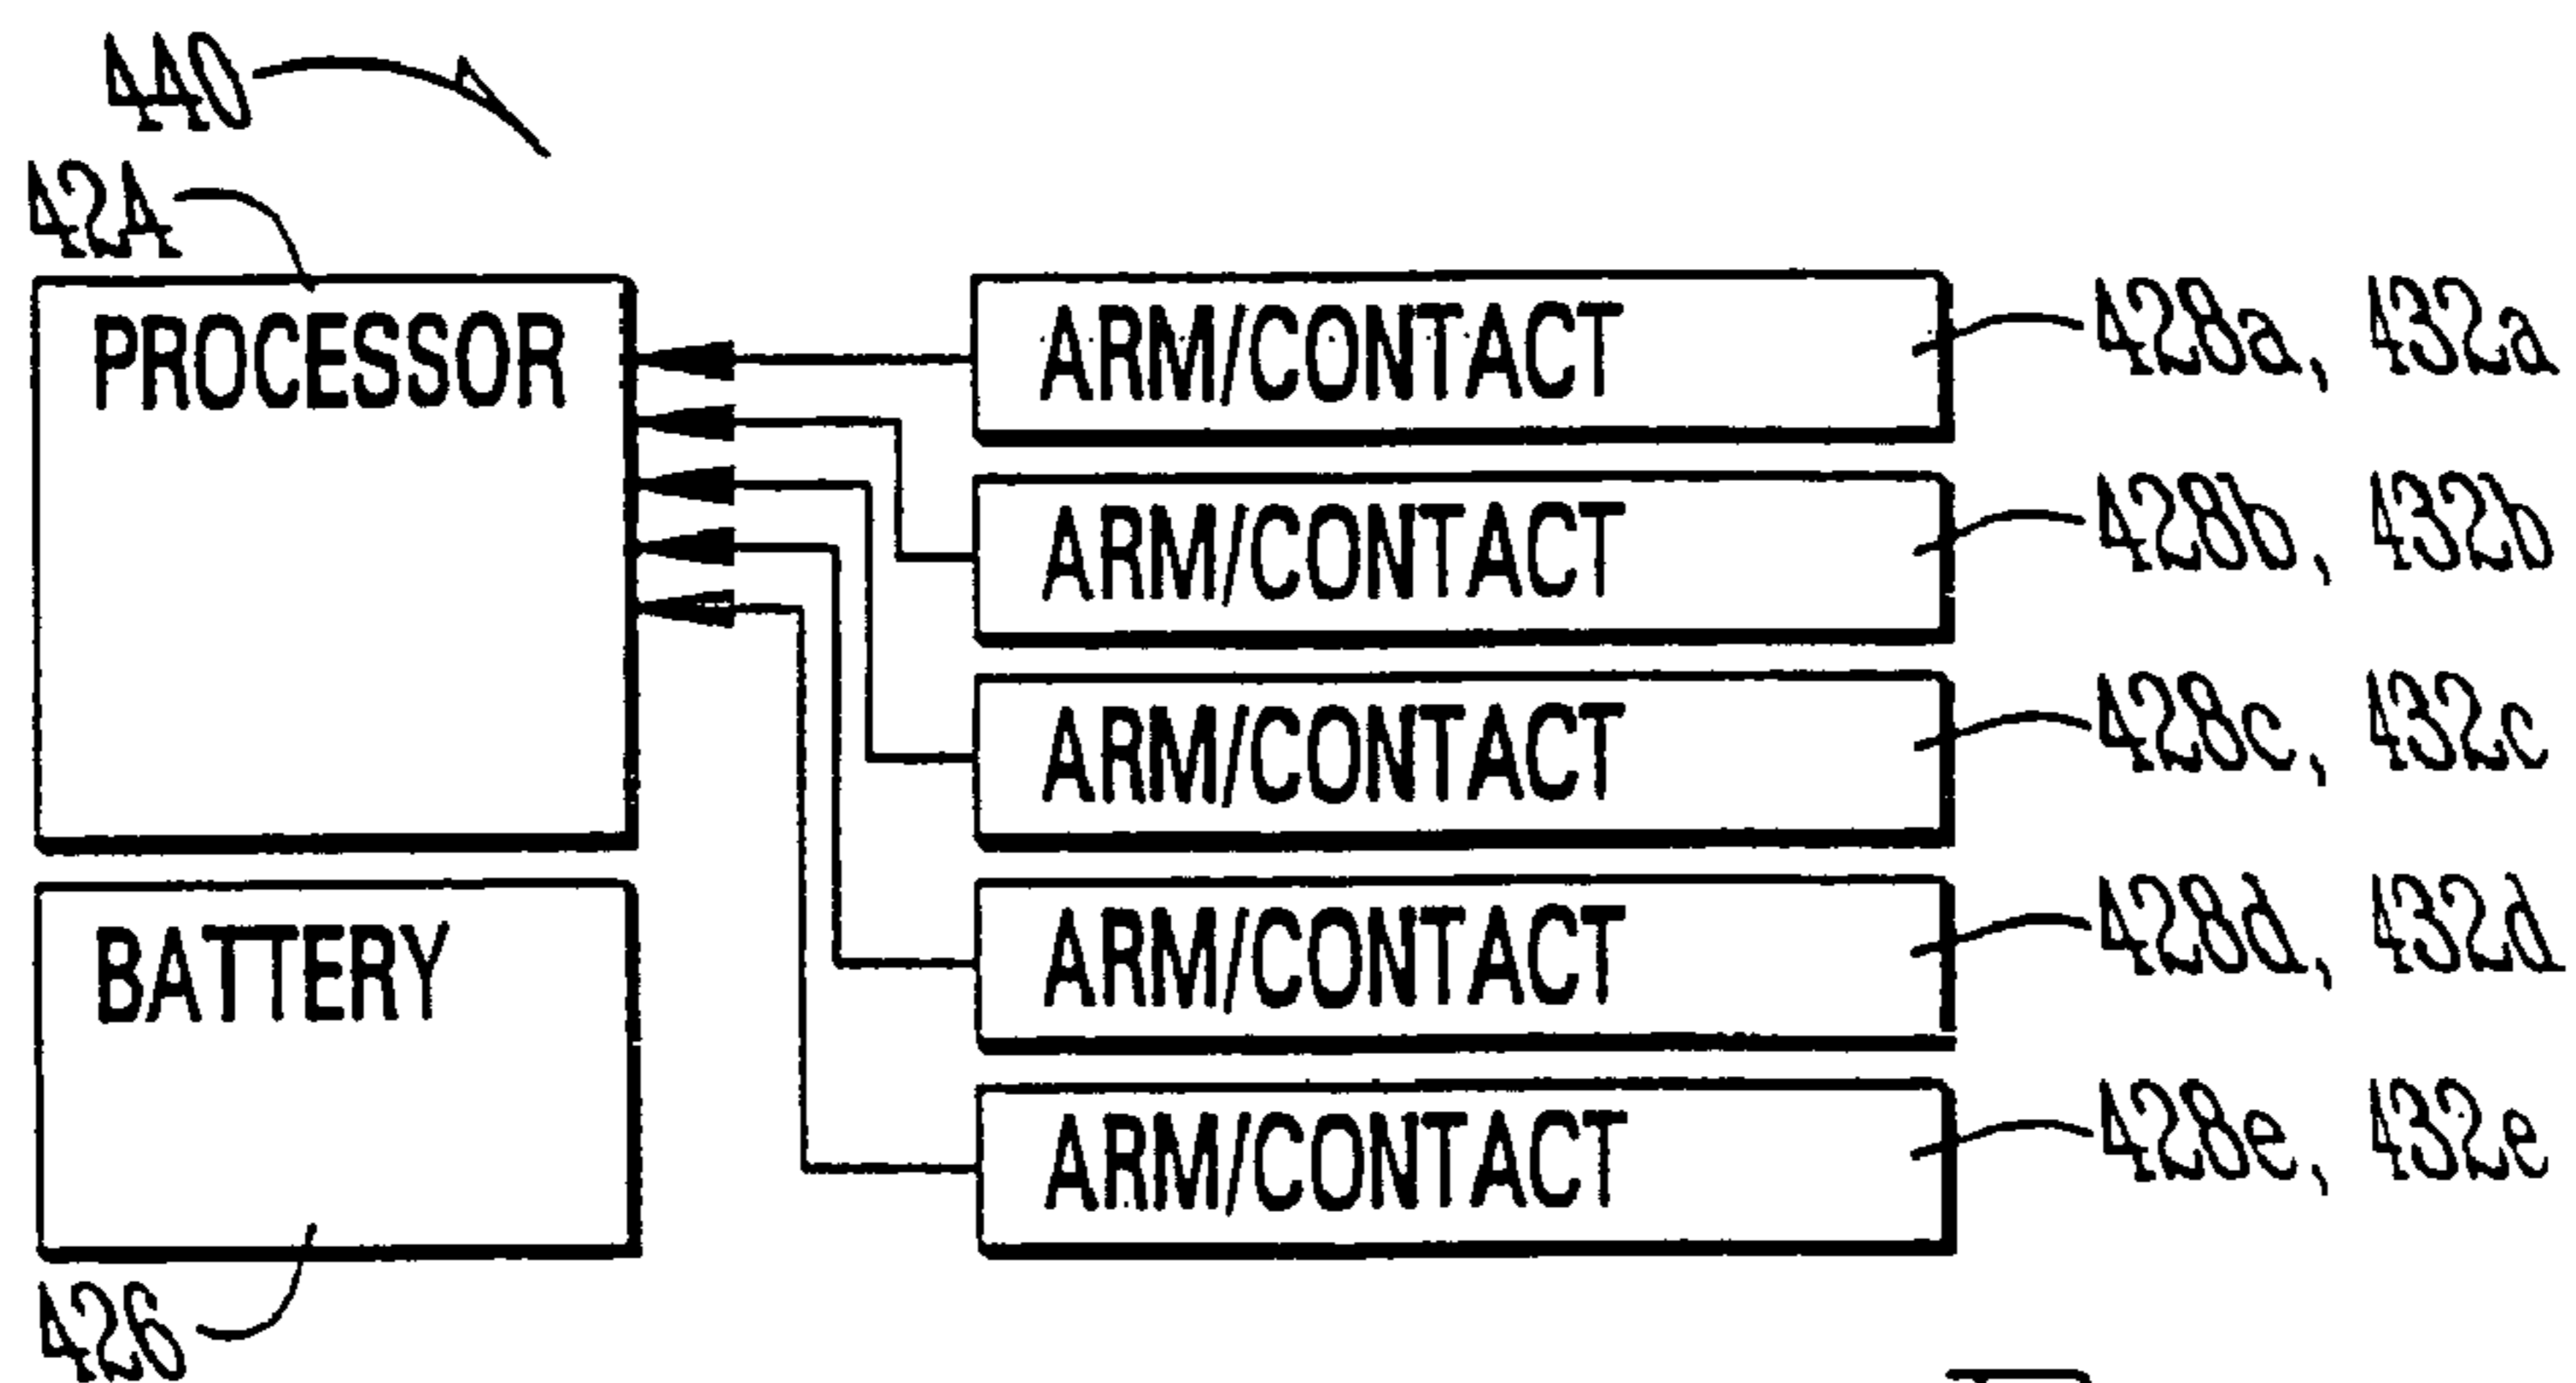 440
424
PROCESSOR
ARM/CONTACT 428a, 432a
ARM/CONTACT 428b, 432b
ARM/CONTACT 428c, 432c
BATTERY
ARM/CONTACT 428d, 432d
ARM/CONTACT 428e, 432e
426